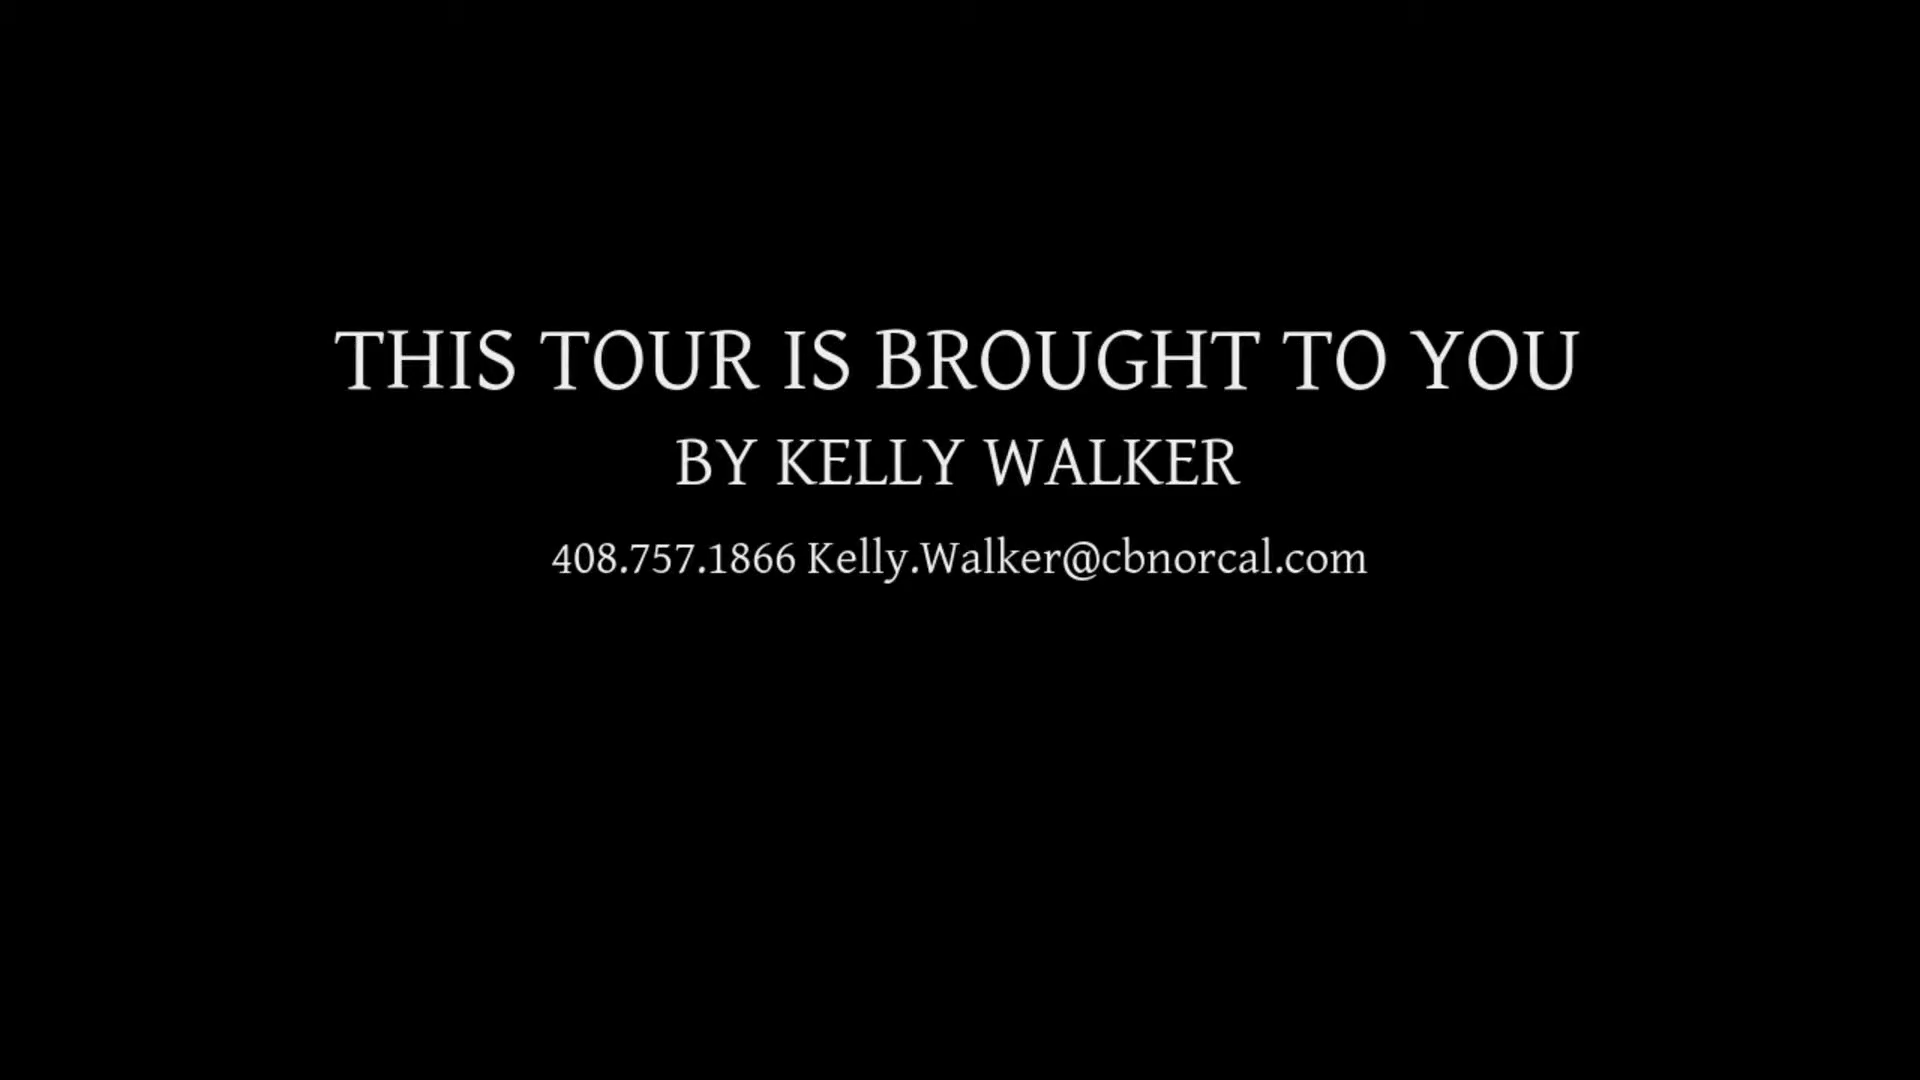 THIS TOUR IS BROUGHT TO YOU
BY KELLY WALKER
408.757.1866 Kelly.Walker@cbnorcal.com